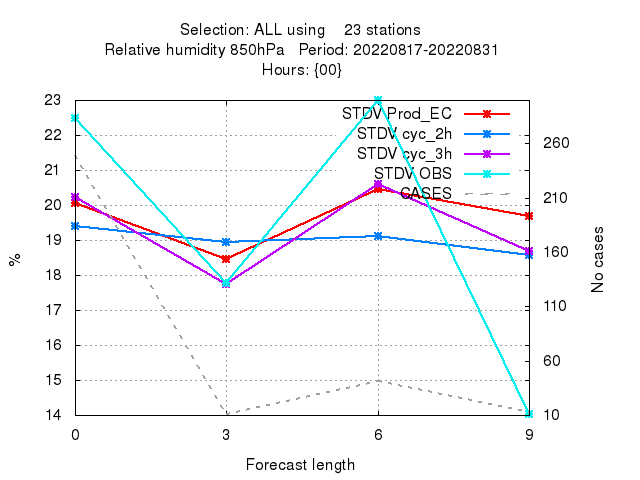 Selection: ALL using    23 stations
Relative humidity 850hPa   Period: 20220817-20220831
Hours: {00}
STDV Prod_EC
STDV cyc_2h
STDV cyc_3h
STDV OBS
CASES
23
22
21
20
19
18
17
16
15
14
%
260
210
160
110
60
10
No cases
0 3 6 9
Forecast length